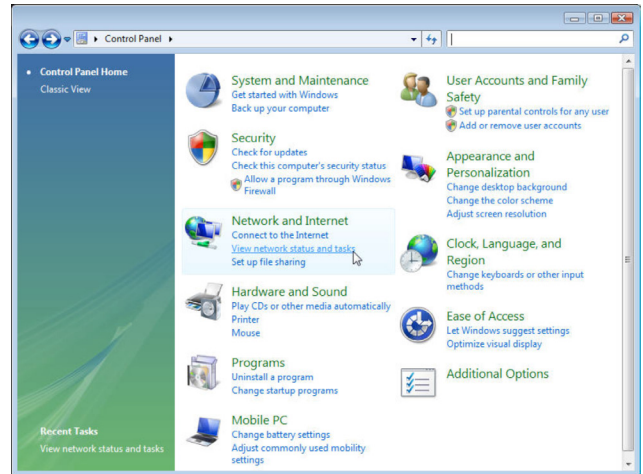 Control Panel
Control Panel Home
Classic View
System and Maintenance
Get started with Windows
Back up your computer
Security
Check for updates
Check this computer's security status
Allow a program through Windows
Firewall
Network and Internet
Connect to the Internet
View network status and tasks
Set up file sharing
Hardware and Sound
Play CDs or other media automatically
Printer
Mouse
Programs
Uninstall a program
Change startup programs
Mobile PC
Change battery settings
Adjust commonly used mobility
settings
User Accounts and Family
Safety
Set up parental controls for any user
Add or remove user accounts
Appearance and
Personalization
Change desktop background
Change the color scheme
Adjust screen resolution
Clock, Language, and
Region
Change keyboards or other input
methods
Ease of Access
Let Windows suggest settings
Optimize visual display
Additional Options
Recent Tasks
View network status and tasks